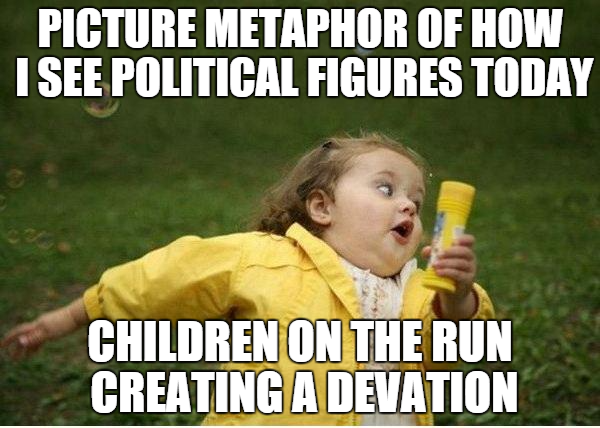 PICTURE METAPHOR OF HOW
I SEE POLITICAL FIGURES TODAY
CHILDREN ON THE RUN
CREATING A DEVATION